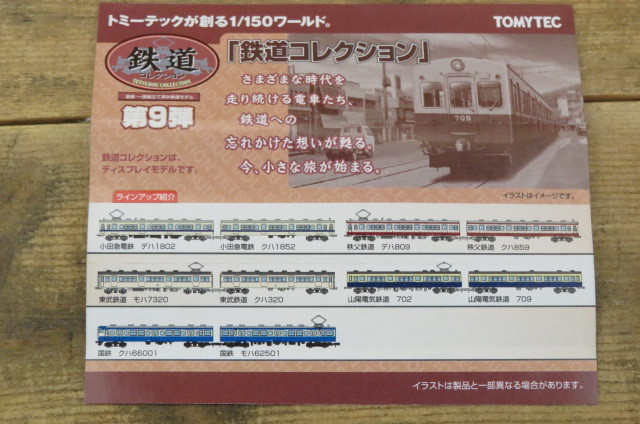 トミーテックが創る1/150ワールド。
TOMYTEC
鉄道
コレクション
TETSUDOU COLLECTION
第9弾
鉄道コレクションは、
ディスプレイモデルです
「鉄道コレクション」
さまざまな時代を
走り続ける電車たち、
鉄道への
忘れかけた想いが甦る。
今、小さな旅が始まる。
709
イラストはイメージです。
ラインアップ紹介
小田急電鉄 デハ1802
小田急電鉄 クハ1852
秩父鉄道 デハ809
秩父鉄道 クハ859
東武鉄道 モハ7320
東武鉄道 クハ320
山陽電気鉄道 702
山陽電気鉄道 709
国鉄 クハ66001
国鉄 モハ62501
イラストは製品と一部異なる場合があります。